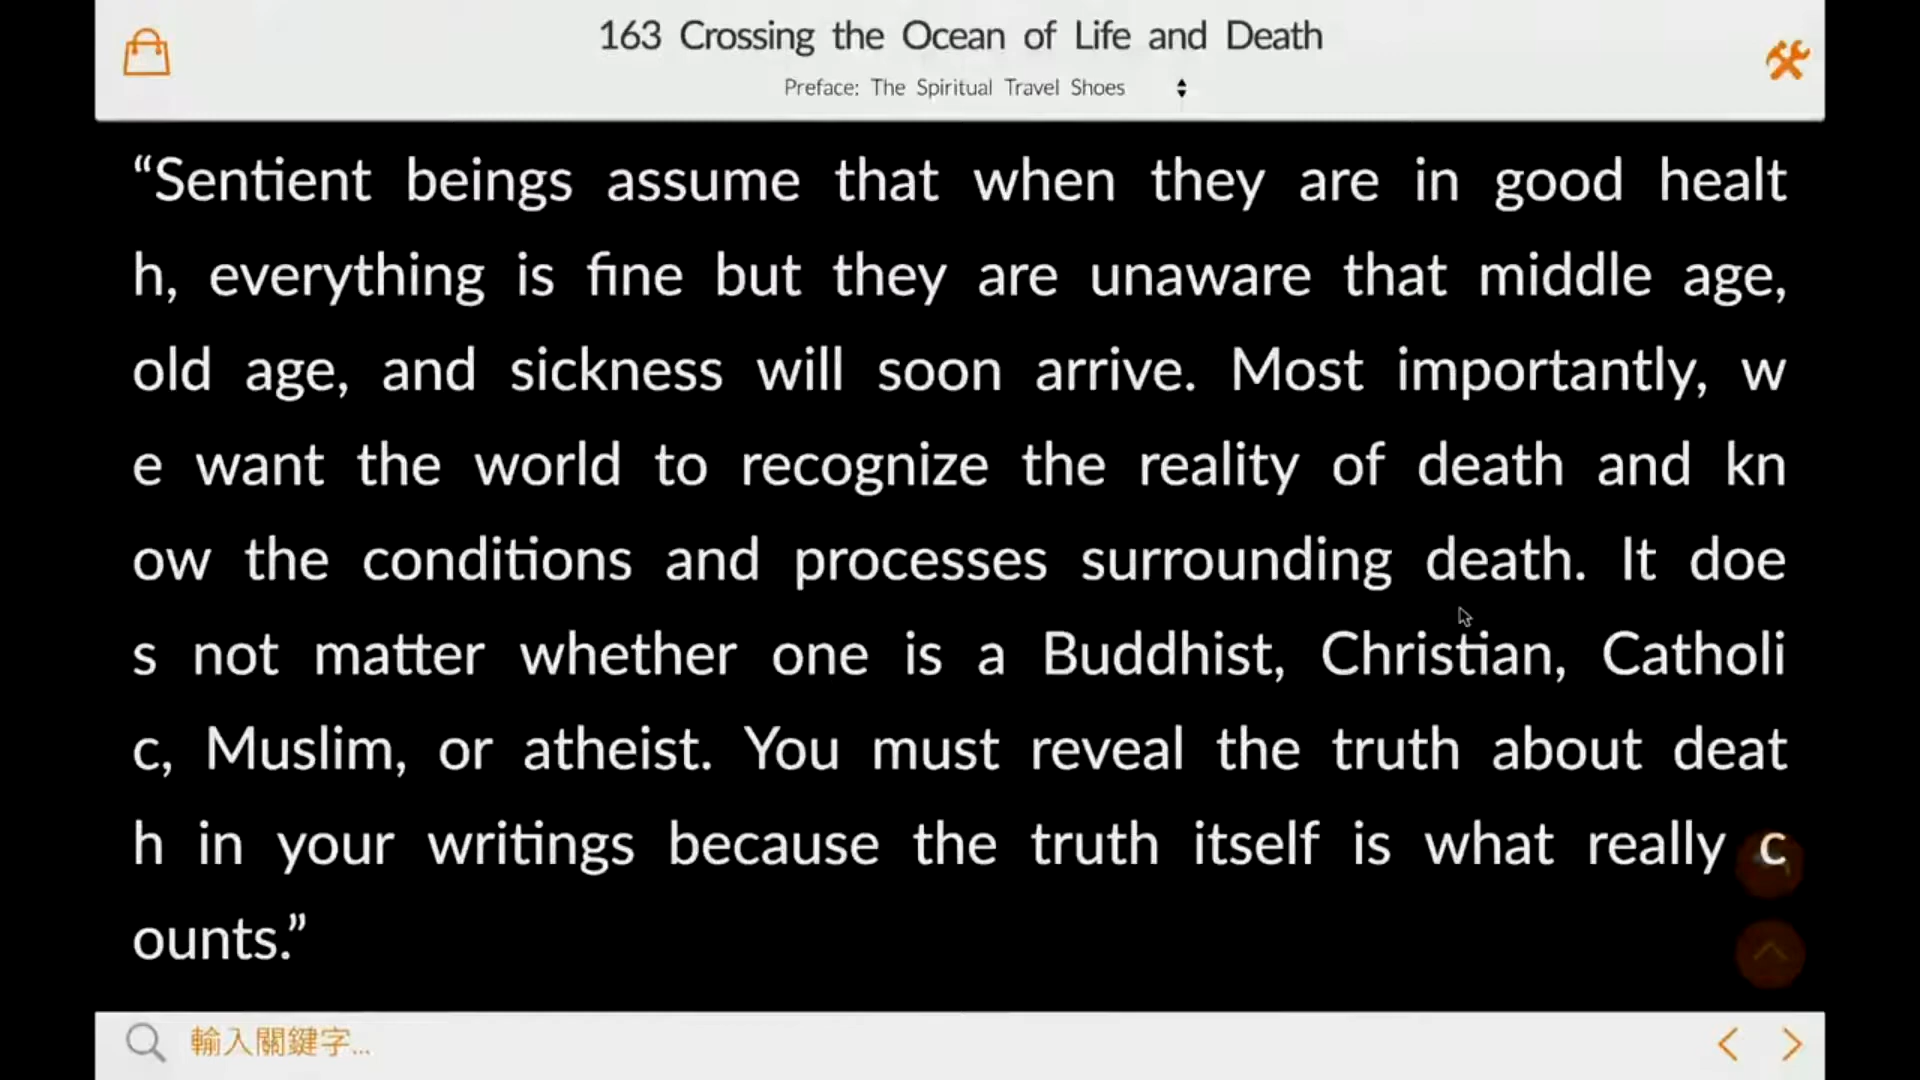 163 Crossing the Ocean of Life and Death
Preface: The Spiritual Travel Shoes
“Sentient beings assume that when they are in good healt
h, everything is fine but they are unaware that middle age,
old age, and sickness will soon arrive. Most importantly, w
e want the world to recognize the reality of death and kn
ow the conditions and processes surrounding death. It doe
s not matter whether one is a Buddhist, Christian, Catholi
c, Muslim, or atheist. You must reveal the truth about deat
h in your writings because the truth itself is what really c
ounts.”
輸入關鍵字...